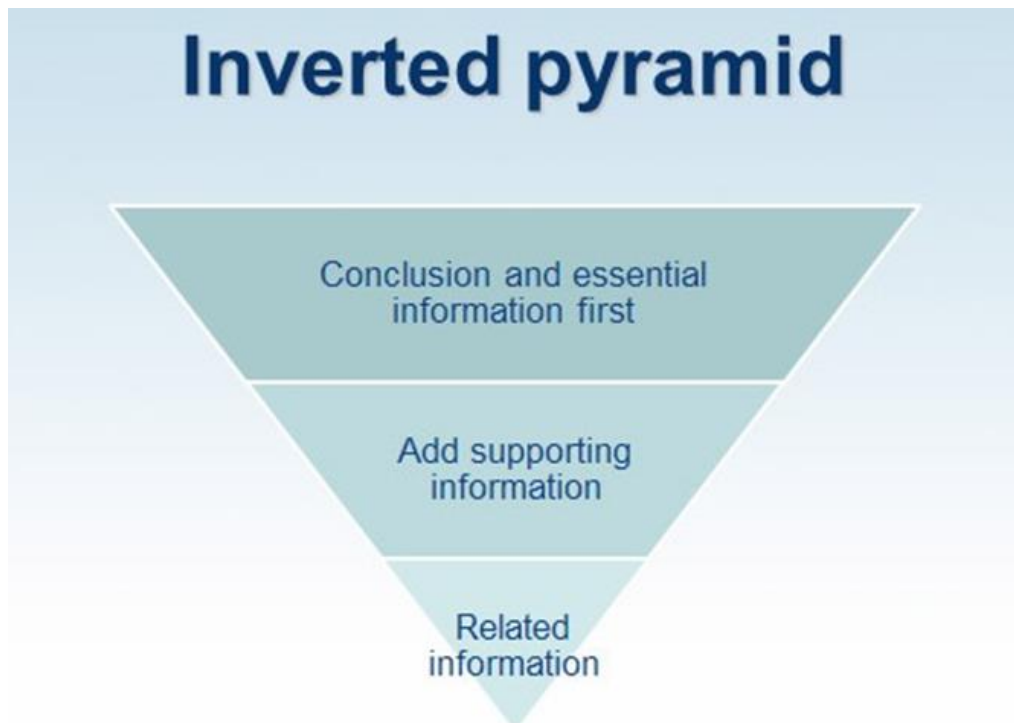 Inverted pyramid
Conclusion and essential
information first
Add supporting
information
Related
information